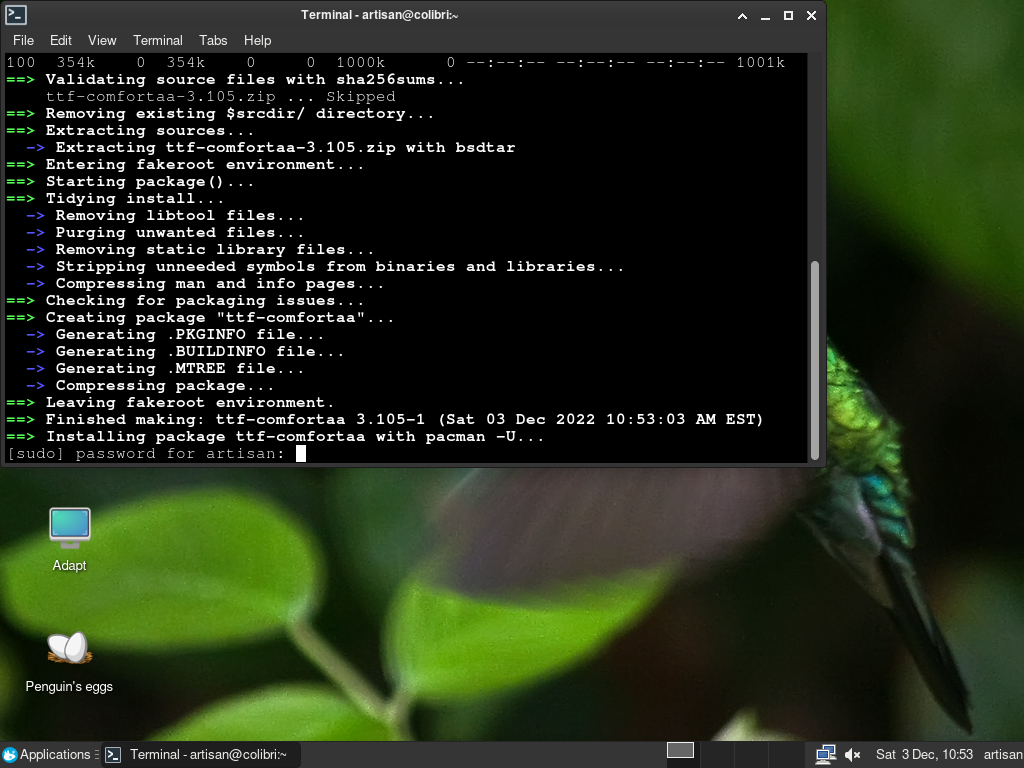 Terminal - artisan@colibri:~
File Edit View Terminal Tabs Help
100  354k    0  354k    0     0  1000k      0 --:--:-- --:--:-- --:--:-- 1001k
==> Validating source files with sha256sums...
    ttf-comfortaa-3.105.zip ... Skipped
==> Removing existing $srcdir/ directory...
==> Extracting sources...
  -> Extracting ttf-comfortaa-3.105.zip with bsdtar
==> Entering fakeroot environment...
==> Starting package()...
==> Tidying install...
  -> Removing libtool files...
  -> Purging unwanted files...
  -> Removing static library files...
  -> Stripping unneeded symbols from binaries and libraries...
  -> Compressing man and info pages...
==> Checking for packaging issues...
==> Creating package "ttf-comfortaa"...
  -> Generating .PKGINFO file...
  -> Generating .BUILDINFO file...
  -> Generating .MTREE file...
  -> Compressing package...
==> Leaving fakeroot environment.
==> Finished making: ttf-comfortaa 3.105-1 (Sat 03 Dec 2022 10:53:03 AM EST)
==> Installing package ttf-comfortaa with pacman -U...
[sudo] password for artisan:
Adapt
Penguin's eggs
Applications Terminal - artisan@colibri:~ Sat 3 Dec, 10:53 artisan